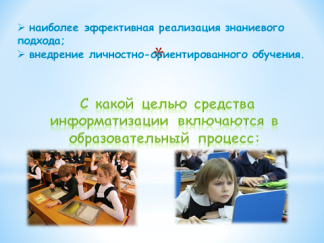 ➢ наиболее эффективная реализация знаниевого
подхода;
➢ внедрение личностно-ориентированного обучения.
С какой целью средства
информатизации включаются в
образовательный процесс: